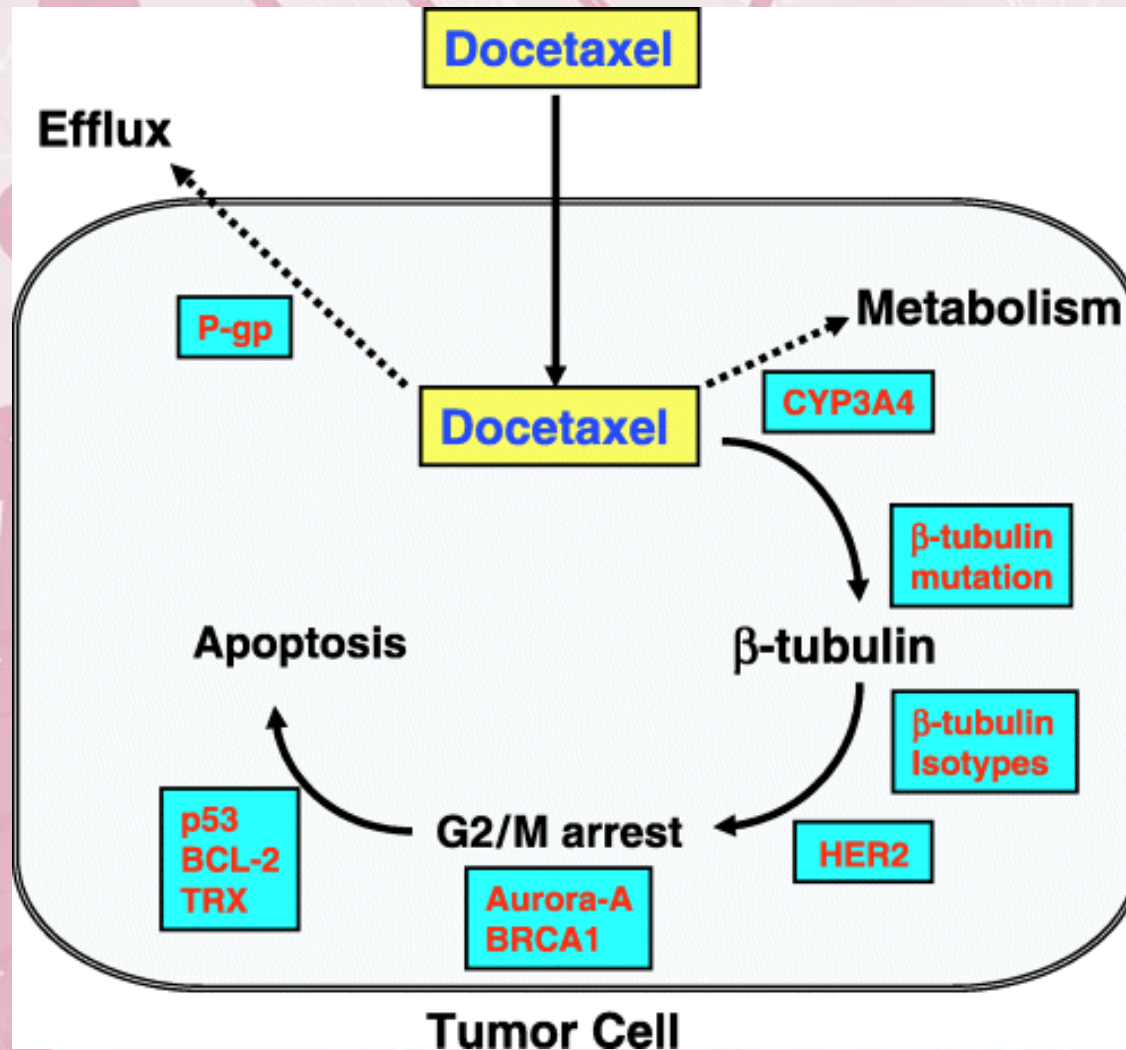 Docetaxel
Efflux
P-gp
Metabolism
Docetaxel
CYP3A4
β-tubulin
mutation
Apoptosis
β-tubulin
β-tubulin
Isotypes
p53
BCL-2
TRX
G2/M arrest
HER2
Aurora-A
BRCA1
Tumor Cell